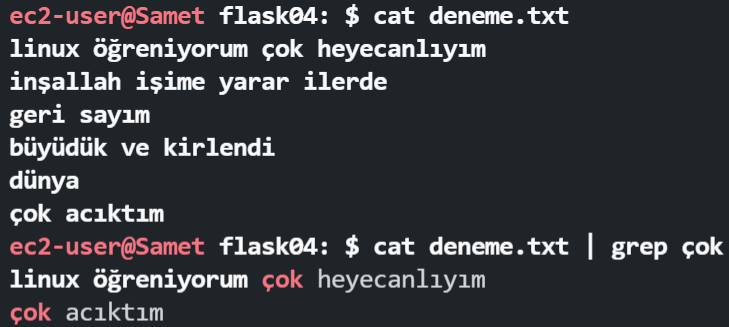 ec2-user@Samet flask04: $ cat deneme.txt
linux öğreniyorum çok heyecanlıyım
inşallah işime yarar ilerde
geri sayım
büyüdük ve kirlendi
dünya
çok acıktım
ec2-user@Samet flask04: $ cat deneme.txt | grep çok
linux öğreniyorum çok heyecanlıyım
çok acıktım